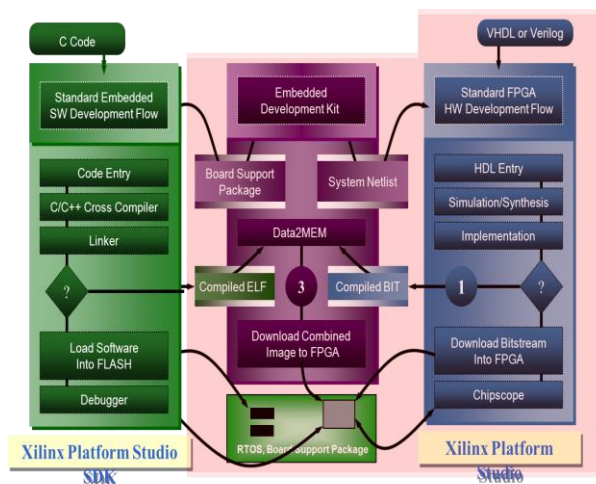 C Code
VHDL or Verilog
Standard Embedded
SW Development Flow
Embedded
Development Kit
Standard FPGA
HW Development Flow
Board Support
Package
System Netlist
Code Entry
C/C++ Cross Compiler
Linker
?
Load Software
Into FLASH
Debugger
Data2MEM
Compiled ELF
3
Compiled BIT
Download Combined
Image to FPGA
RTOS, Board Support Package
HDL Entry
Simulation/Synthesis
Implementation
1
?
Download Bitstream
Into FPGA
Chipscope
Xilinx Platform Studio
SDK
Xilinx Platform
Studio